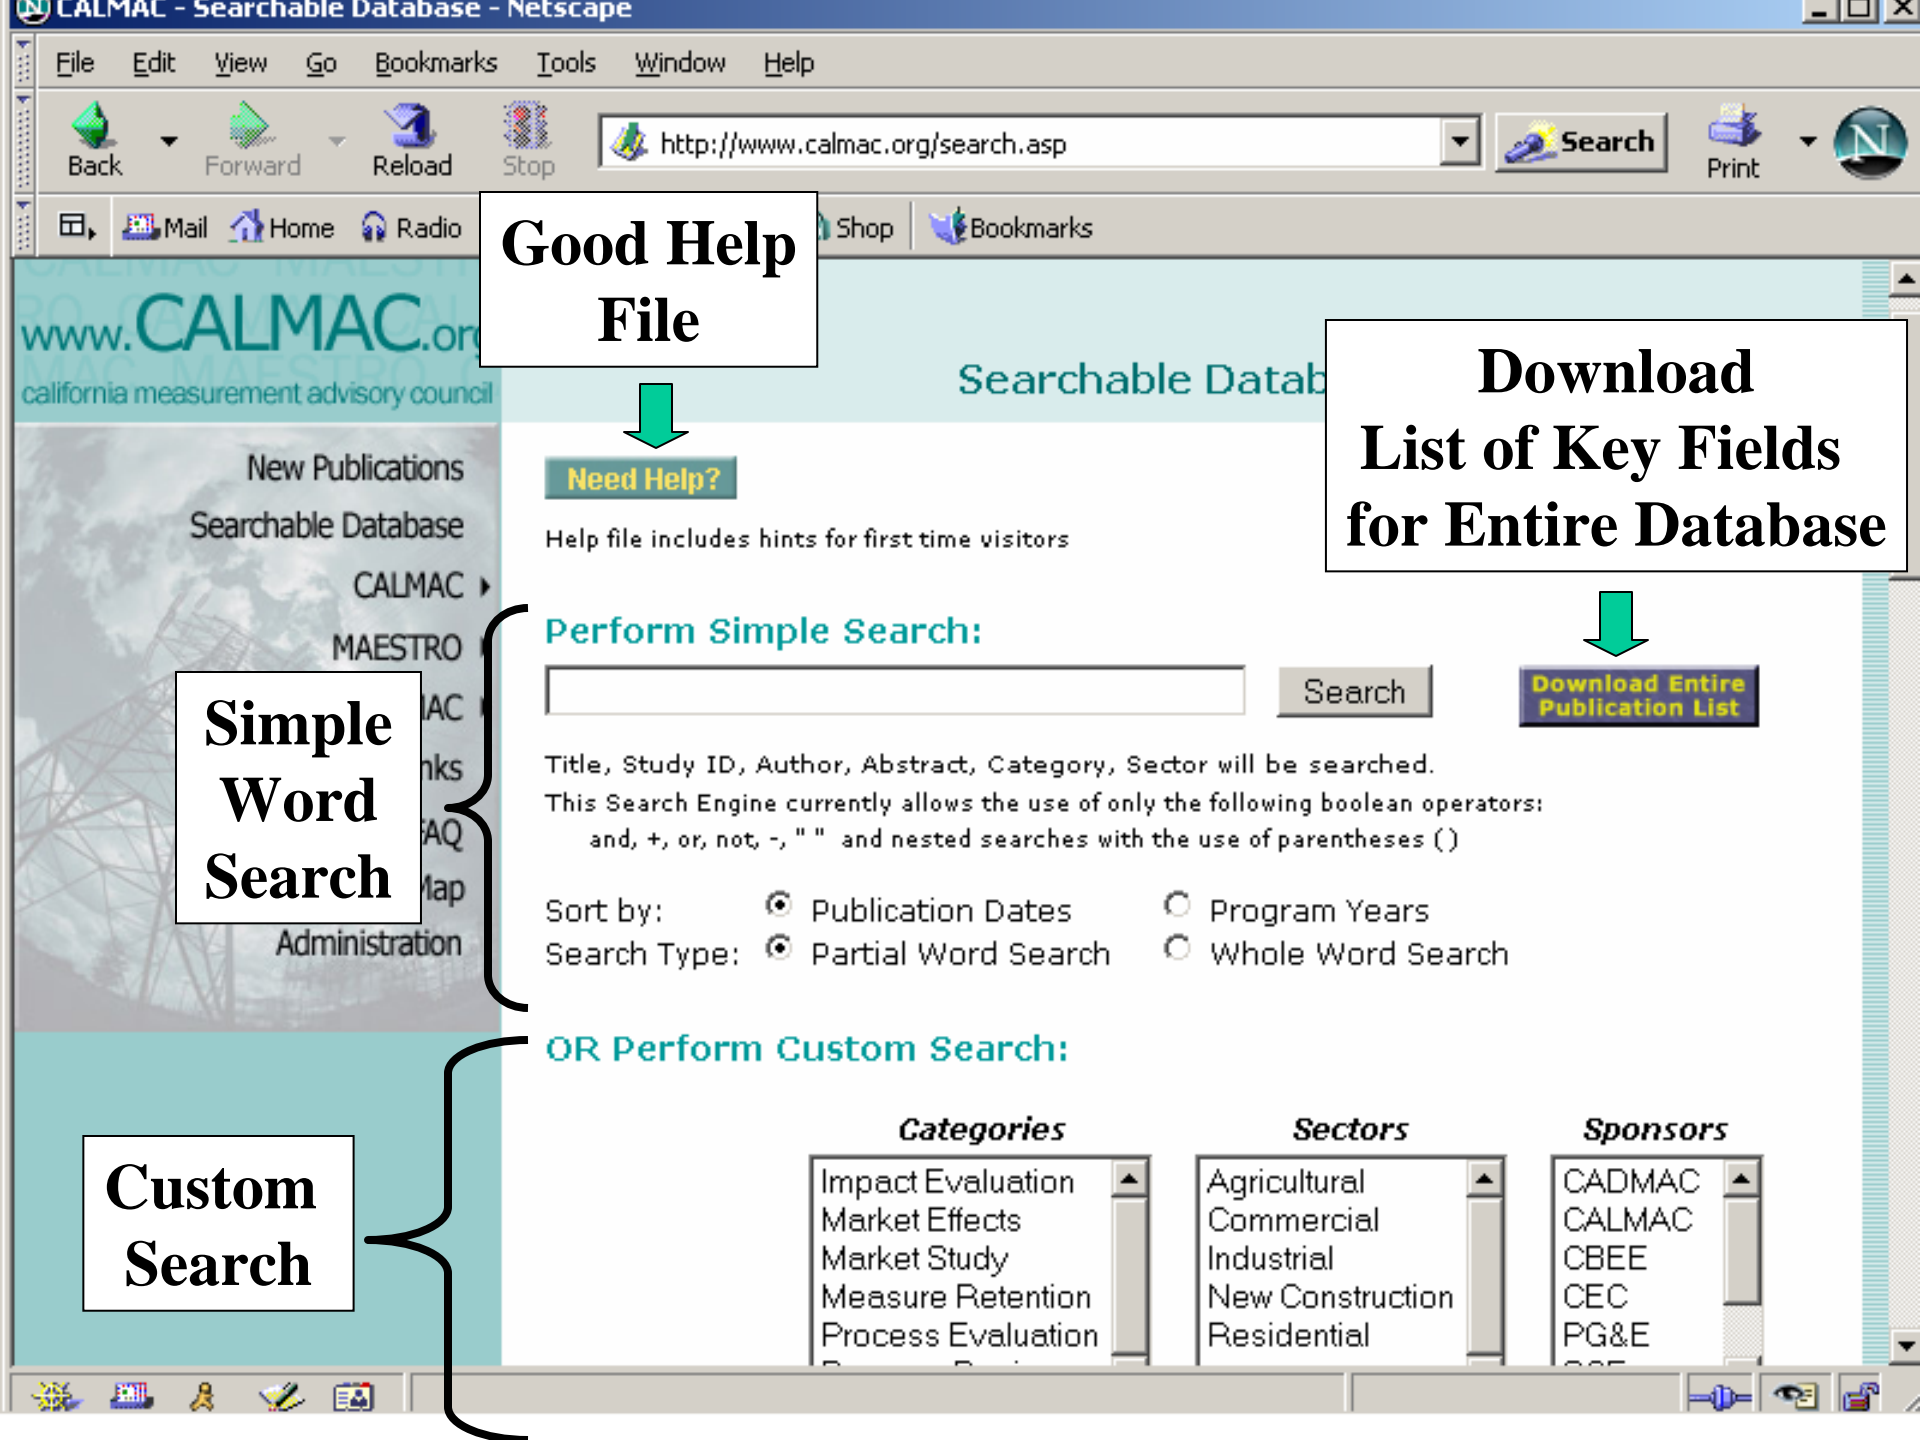 CALMAC - Searchable Database - Netscape
File Edit View Go Bookmarks Tools Window Help
Back Forward Reload Stop http://www.calmac.org/search.asp Search Print N
Mail Home Radio Shop Bookmarks
Good Help
File
www.CALMAC.org
california measurement advisory council
Searchable Datab
Download
List of Key Fields
for Entire Database
New Publications
Searchable Database
CALMAC
MAESTRO
Need Help?
Help file includes hints for first time visitors
Simple
Word
Search
FAQ
Map
Administration
Perform Simple Search:
Search
Download Entire
Publication List
Title, Study ID, Author, Abstract, Category, Sector will be searched.
This Search Engine currently allows the use of only the following boolean operators:
and, +, or, not, -, " " and nested searches with the use of parentheses ( )
Sort by: Publication Dates Program Years
Search Type: Partial Word Search Whole Word Search
Custom
Search
OR Perform Custom Search:
Categories
Impact Evaluation
Market Effects
Market Study
Measure Retention
Process Evaluation
Sectors
Agricultural
Commercial
Industrial
New Construction
Residential
Sponsors
CADMAC
CALMAC
CBEE
CEC
PG&E